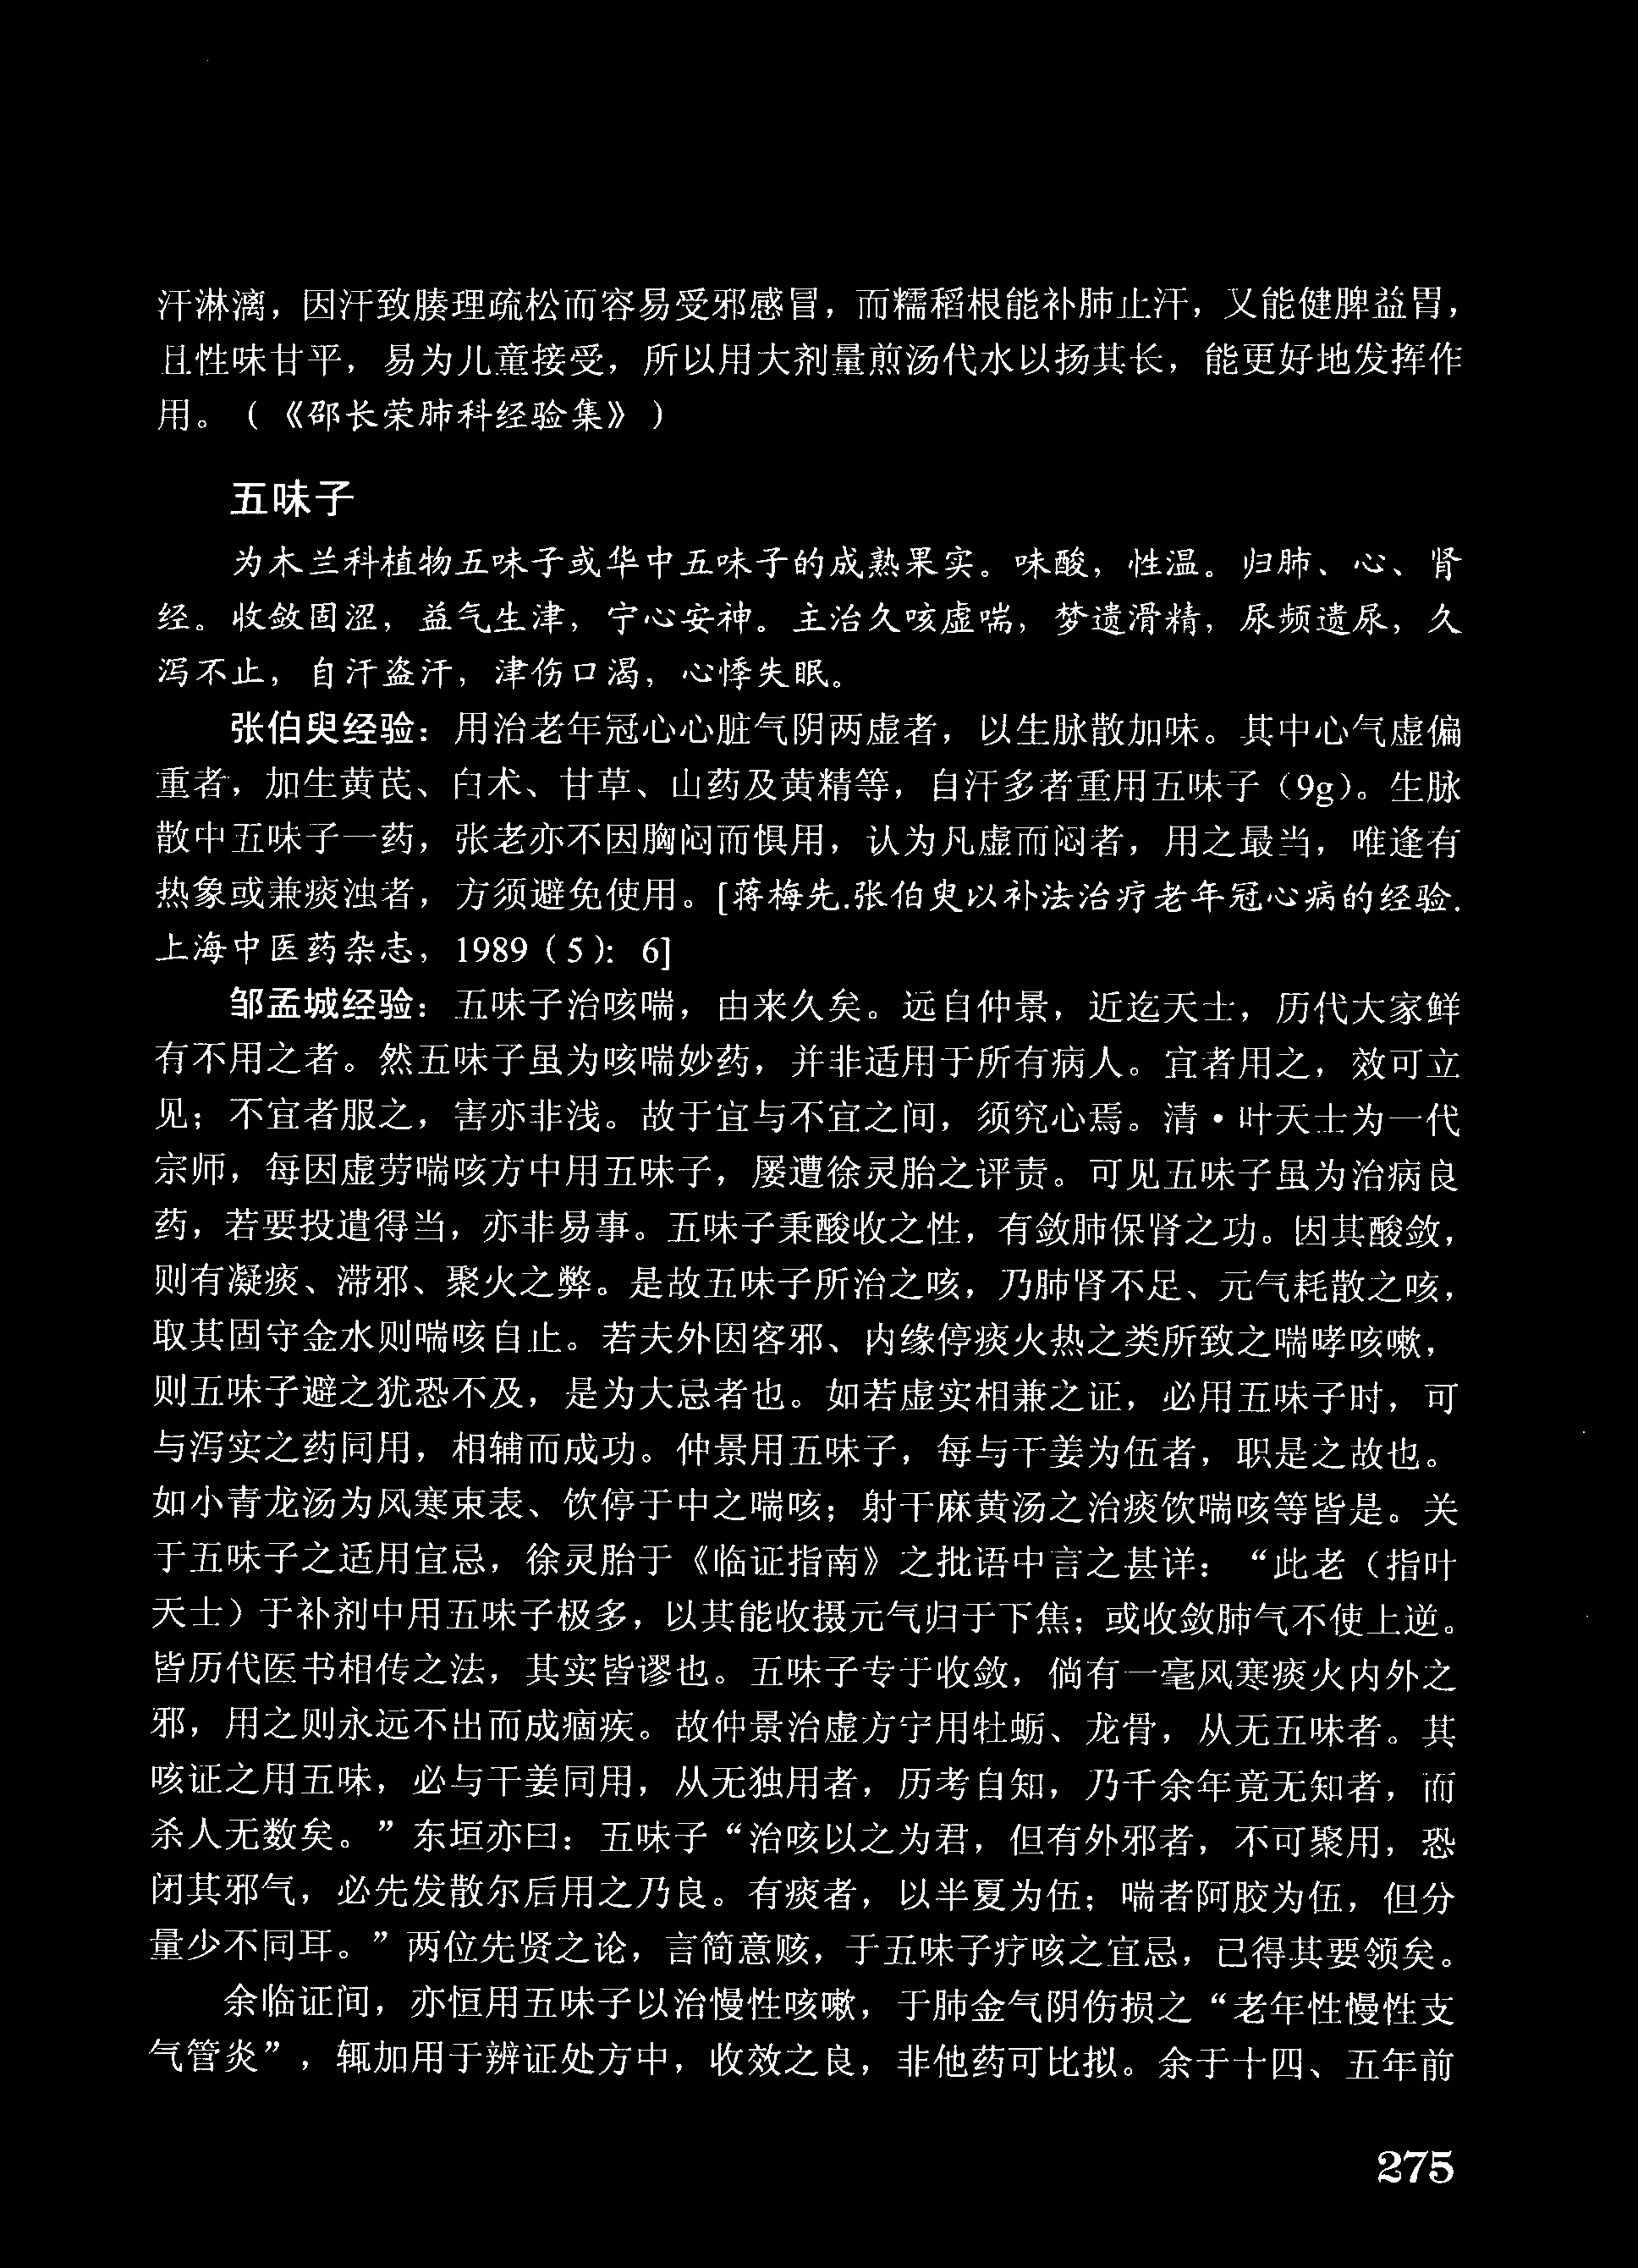 汗淋漓，因汗致腠理疏松而容易受邪感冒，而糯稻根能补肺止汗，又能健脾益胃，
且性味甘平，易为儿童接受，所以用大剂量煎汤代水以扬其长，能更好地发挥作
用。（《邵长荣肺科经验集》）
五味子
为木兰科植物五味子或华中五味子的成熟果实。味酸，性温。归肺、心、肾
经。收敛固涩，益气生津，宁心安神。主治久咳虚喘，梦遗滑精，尿频遗尿，久
泻不止，自汗盗汗，津伤口渴，心悸失眠。
张伯臾经验：用治老年冠心心脏气阴两虚者，以生脉散加味。其中心气虚偏
重者，加生黄芪、白术、甘草、山药及黄精等，自汗多者重用五味子（9g）。生脉
散中五味子一药，张老亦不因胸闷而惧用，认为凡虚而闷者，用之最当，唯逢有
热象或兼痰浊者，方须避免使用。[蒋梅先.张伯臾以补法治疗老年冠心病的经验.
上海中医药杂志，1989（5）：6]
邹孟城经验：五味子治咳喘，由来久矣。远自仲景，近迄天士，历代大家鲜
有不用之者。然五味子虽为咳喘妙药，并非适用于所有病人。宜者用之，效可立
见；不宜者服之，害亦非浅。故于宜与不宜之间，须究心焉。清·叶天士为一代
宗师，每因虚劳喘咳方中用五味子，屡遭徐灵胎之评责。可见五味子虽为治病良
药，若要投遣得当，亦非易事。五味子秉酸收之性，有敛肺保肾之功。因其酸敛，
则有凝痰、滞邪、聚火之弊。是故五味子所治之咳，乃肺肾不足、元气耗散之咳，
取其固守金水则喘咳自止。若夫外因客邪、内缘停痰火热之类所致之喘哮咳嗽，
则五味子避之犹恐不及，是为大忌者也。如若虚实相兼之证，必用五味子时，可
与泻实之药同用，相辅而成功。仲景用五味子，每与干姜为伍者，职是之故也。
如小青龙汤为风寒束表、饮停于中之喘咳；射干麻黄汤之治痰饮喘咳等皆是。关
于五味子之适用宜忌，徐灵胎于《临证指南》之批语中言之甚详：“此老（指叶
天士）于补剂中用五味子极多，以其能收摄元气归于下焦；或收敛肺气不使上逆。
皆历代医书相传之法，其实皆谬也。五味子专于收敛，倘有一毫风寒痰火内外之
邪，用之则永远不出而成痼疾。故仲景治虚方宁用牡蛎、龙骨，从无五味者。其
咳证之用五味，必与干姜同用，从无独用者，历考自知，乃千余年竟无知者，而
杀人无数矣。”东垣亦曰：五味子“治咳以之为君，但有外邪者，不可聚用，恐
闭其邪气，必先发散尔后用之乃良。有痰者，以半夏为伍；喘者阿胶为伍，但分
量少不同耳。”两位先贤之论，言简意赅，于五味子疗咳之宜忌，已得其要领矣。
余临证间，亦恒用五味子以治慢性咳嗽，于肺金气阴伤损之“老年性慢性支
气管炎”，辄加用于辨证处方中，收效之良，非他药可比拟。余于十四、五年前
275